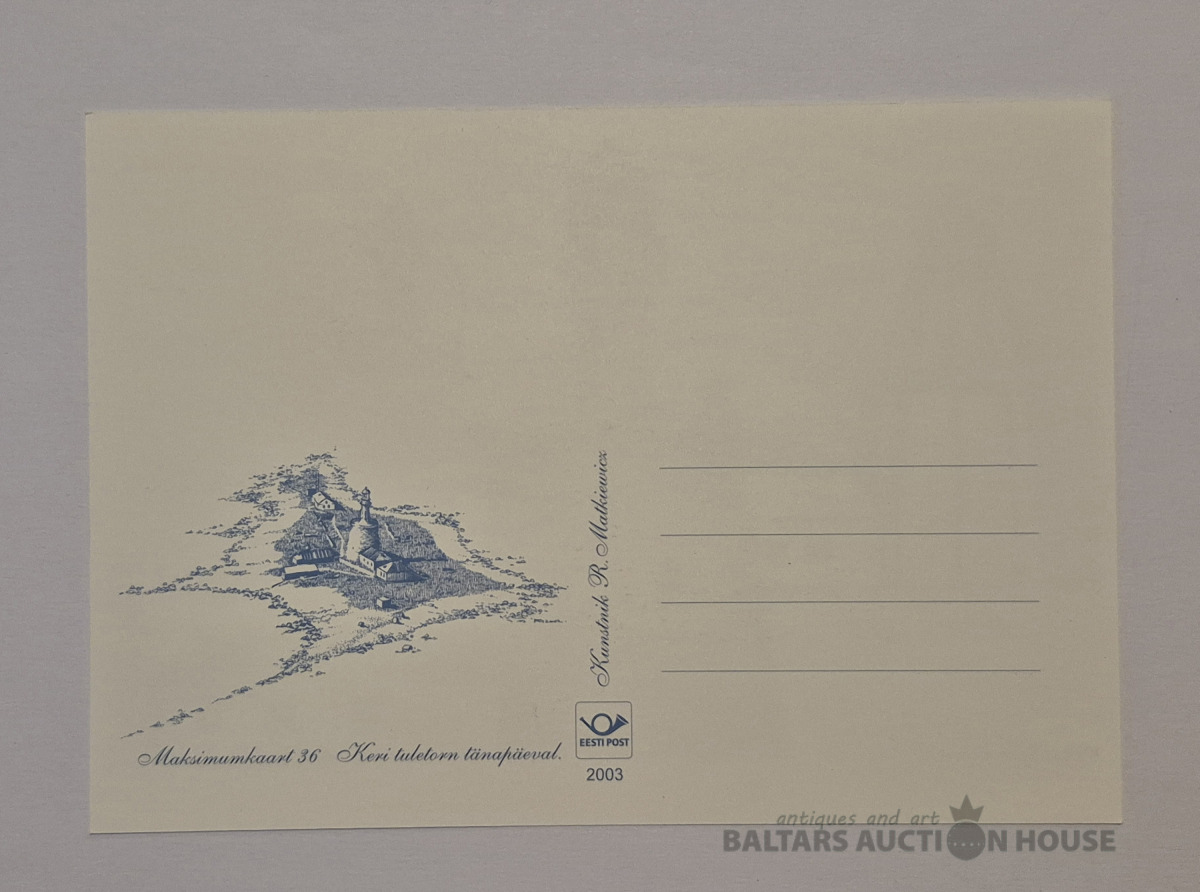 Maksimumkaart 36 Keri tuletorn tänapäeval.
Kunstnik R. Matkiewicz
EESTI POST
2003
antiques and art
BALTARS AUCTION HOUSE